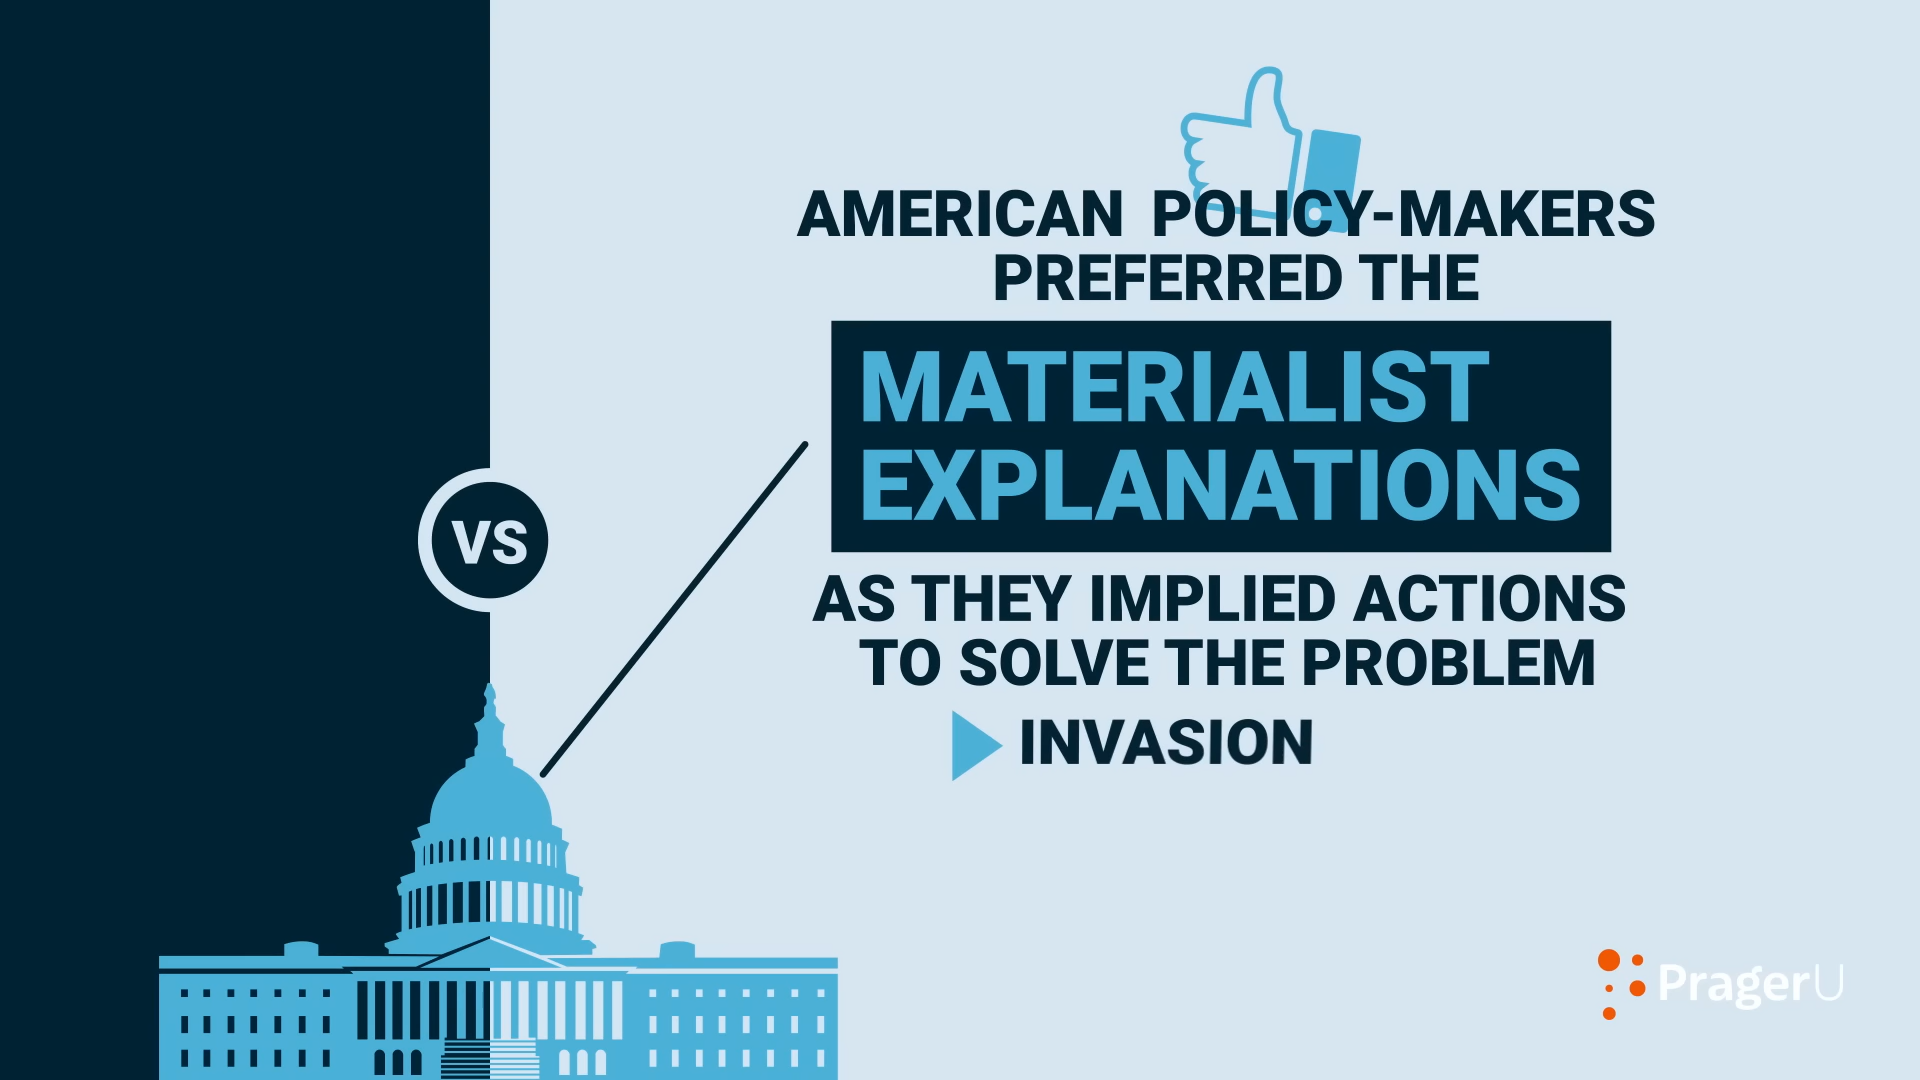 AMERICAN POLICY-MAKERS
PREFERRED THE
MATERIALIST
EXPLANATIONS
AS THEY IMPLIED ACTIONS
TO SOLVE THE PROBLEM
INVASION
VS
PragerU